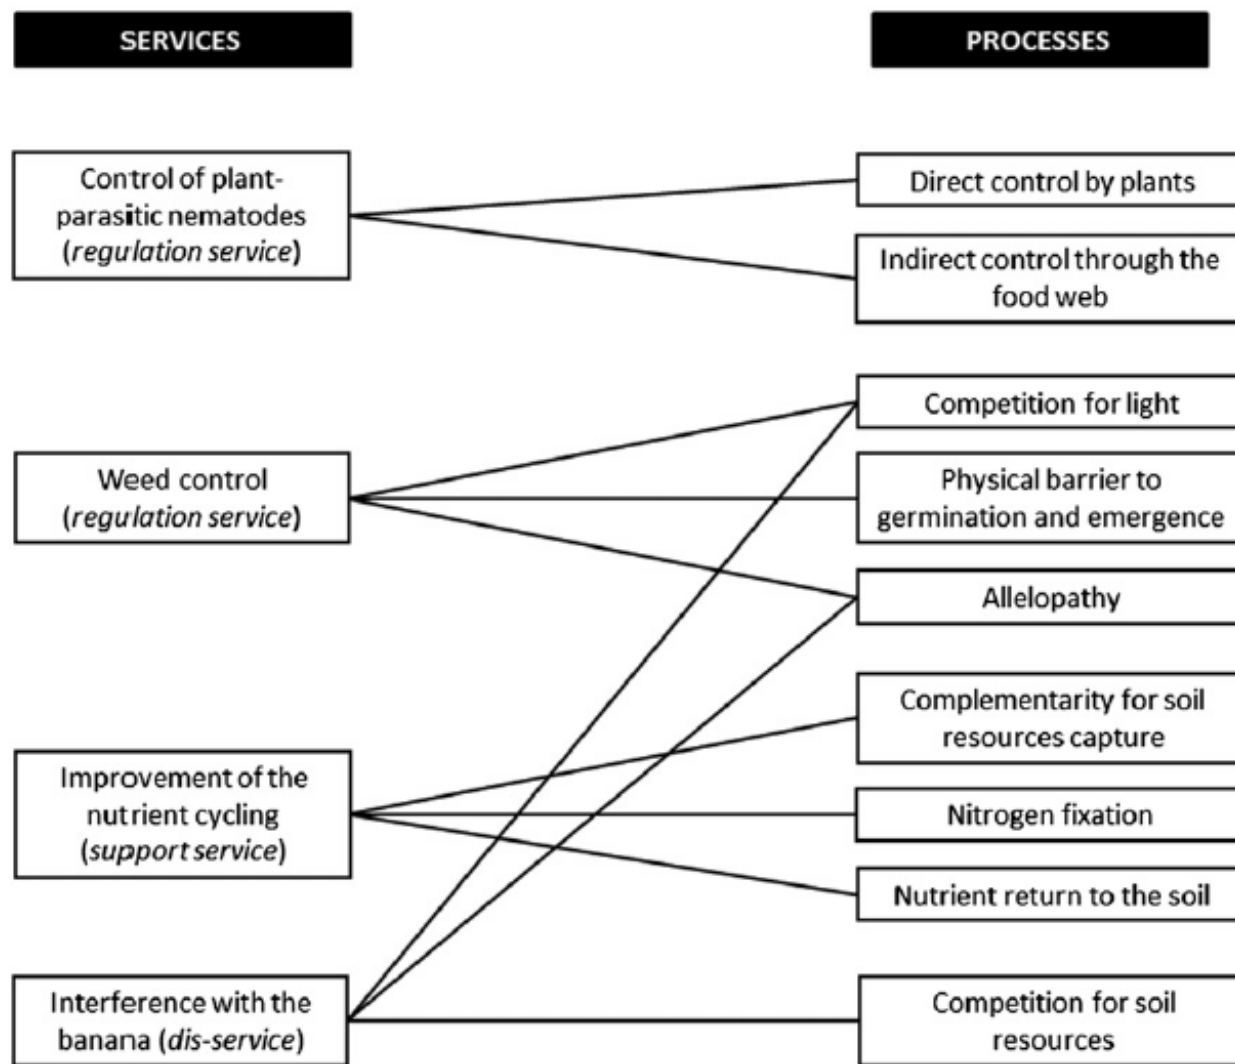 SERVICES
PROCESSES
Control of plant-
parasitic nematodes
(regulation service)
Direct control by plants
Indirect control through the
food web
Weed control
(regulation service)
Competition for light
Physical barrier to
germination and emergence
Allelopathy
Improvement of the
nutrient cycling
(support service)
Complementarity for soil
resources capture
Nitrogen fixation
Nutrient return to the soil
Interference with the
banana (dis-service)
Competition for soil
resources